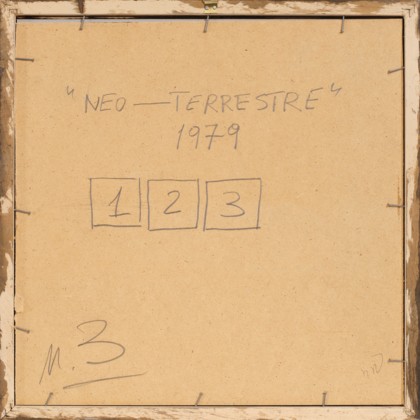 "NEO—TERRESTRE"
1979
1 2 3
N. 3